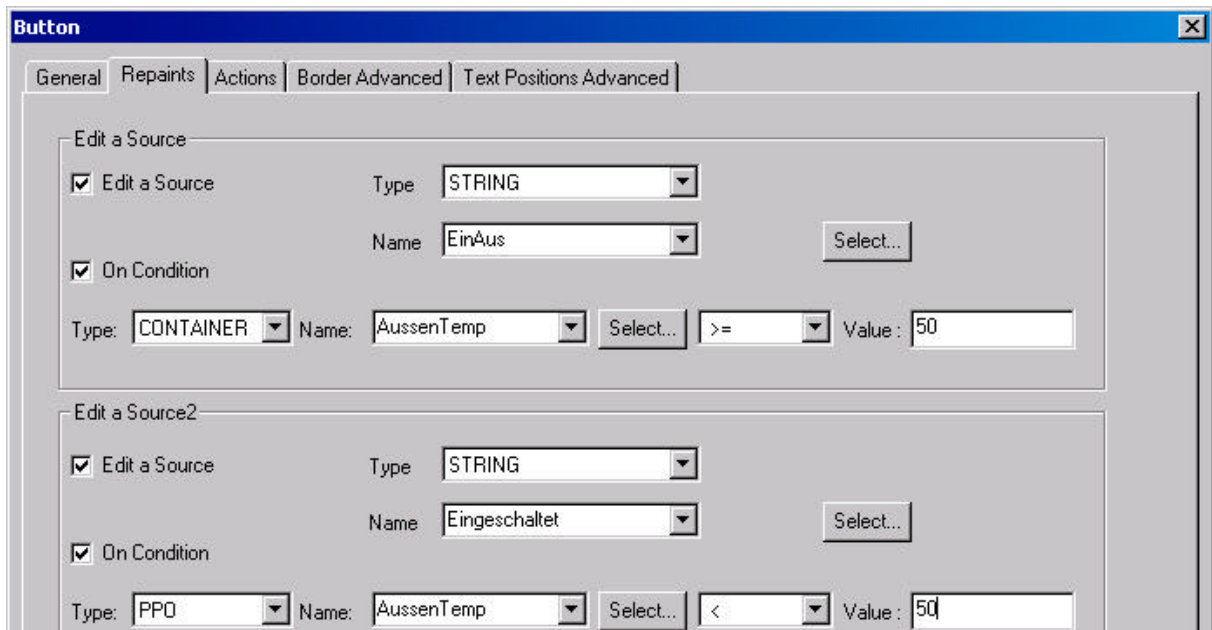 Button
General Repaints Actions Border Advanced Text Positions Advanced
Edit a Source
Edit a Source Type STRING
Name EinAus Select...
On Condition
Type: CONTAINER Name: AussenTemp Select... >= Value : 50
Edit a Source2
Edit a Source Type STRING
Name Eingeschaltet Select...
On Condition
Type: PPO Name: AussenTemp Select... < Value : 50